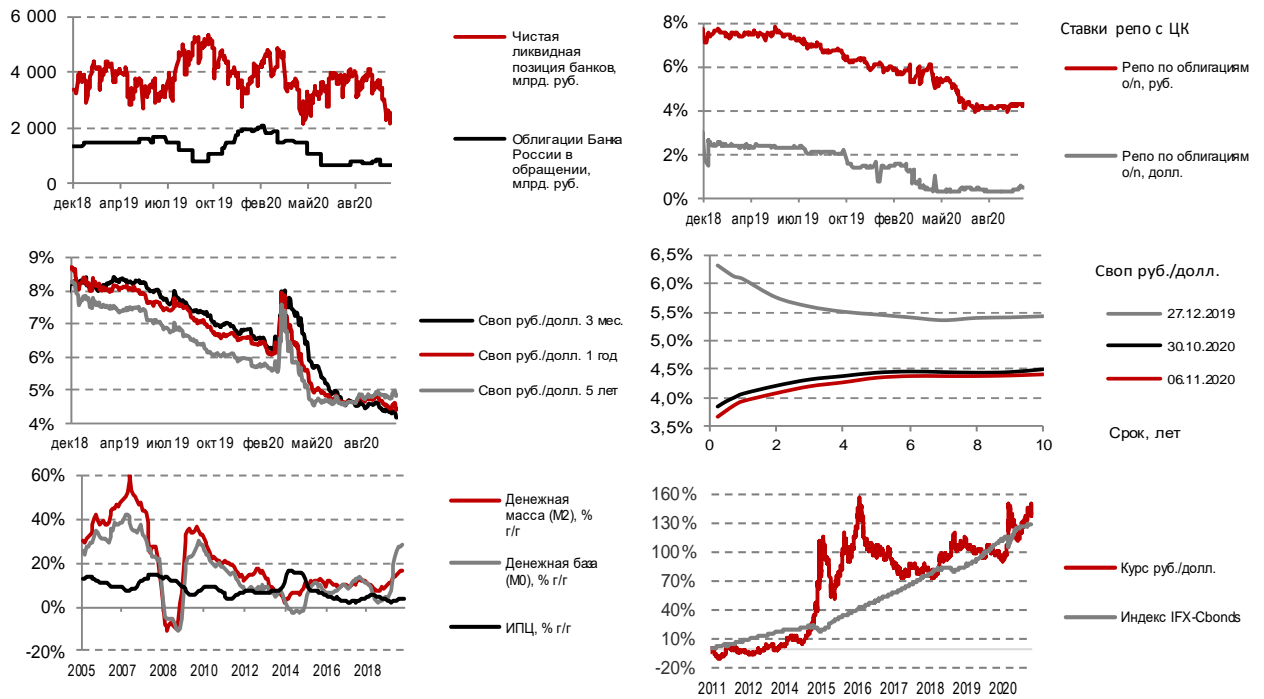 6 000
4 000
2 000
0
дек18 апр19 июл19 окт19 фев20 май20 авг20
Чистая
ликвидная
позиция банков,
млрд. руб.
Облигации Банка
России в
обращении,
млрд. руб.
8%
6%
4%
2%
0%
дек18 апр19 июл19 окт19 фев20 май20 авг20
Ставки репо с ЦК
Репо по облигациям
o/n, руб.
Репо по облигациям
o/n, долл.
9%
8%
7%
6%
5%
4%
дек18 апр19 июл19 окт19 фев20 май20 авг20
Своп руб./долл. 3 мес.
Своп руб./долл. 1 год
Своп руб./долл. 5 лет
6,5%
6,0%
5,5%
5,0%
4,5%
4,0%
3,5%
0 2 4 6 8 10
Своп руб./долл.
27.12.2019
30.10.2020
06.11.2020
Срок, лет
60%
40%
20%
0%
-20%
2005 2007 2008 2010 2012 2014 2015 2017 2018
Денежная
масса (М2), %
г/г
Денежная база
(М0), % г/г
ИПЦ, % г/г
160%
130%
100%
70%
40%
10%
-20%
2011 2012 2014 2015 2016 2018 2019 2020
Курс руб./долл.
Индекс IFX-Cbonds